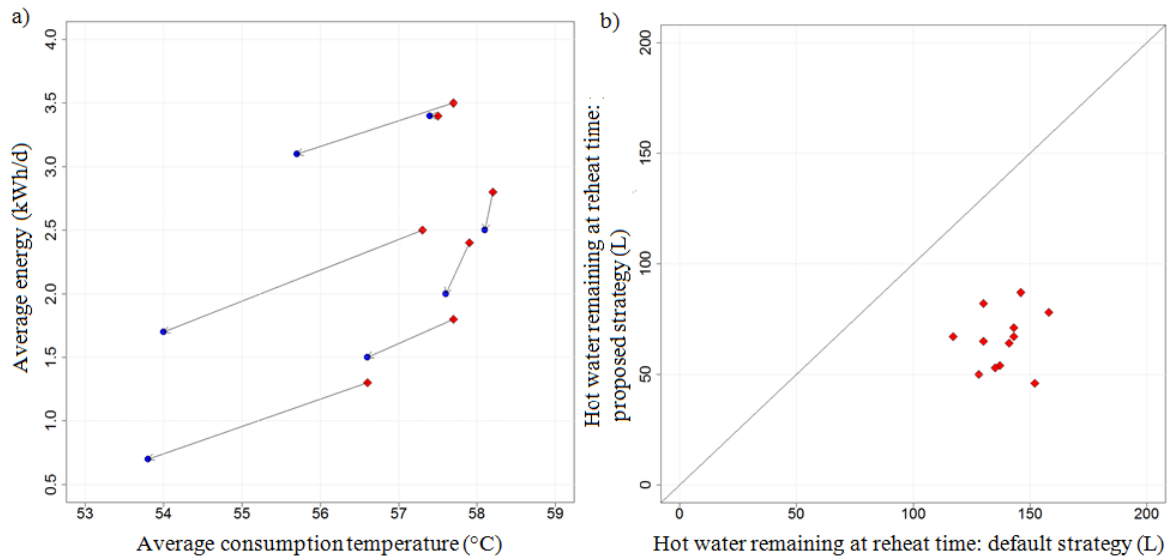 a)
4.0
3.5
3.0
2.5
2.0
1.5
1.0
0.5
Average energy (kWh/d)
53 54 55 56 57 58 59
Average consumption temperature (°C)
b)
200
150
100
50
0
Hot water remaining at reheat time:
proposed strategy (L)
0 50 100 150 200
Hot water remaining at reheat time: default strategy (L)